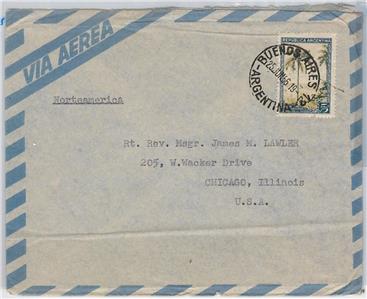 VIA AEREA
REPUBLICA ARGENTINA
BUENOS AIRES
ARGENTINA
Norteamerica
Rt. Rev. Msgr. James M. LAWLER
205, W.Wacker Drive
CHICAGO, Illinois
U.S.A.